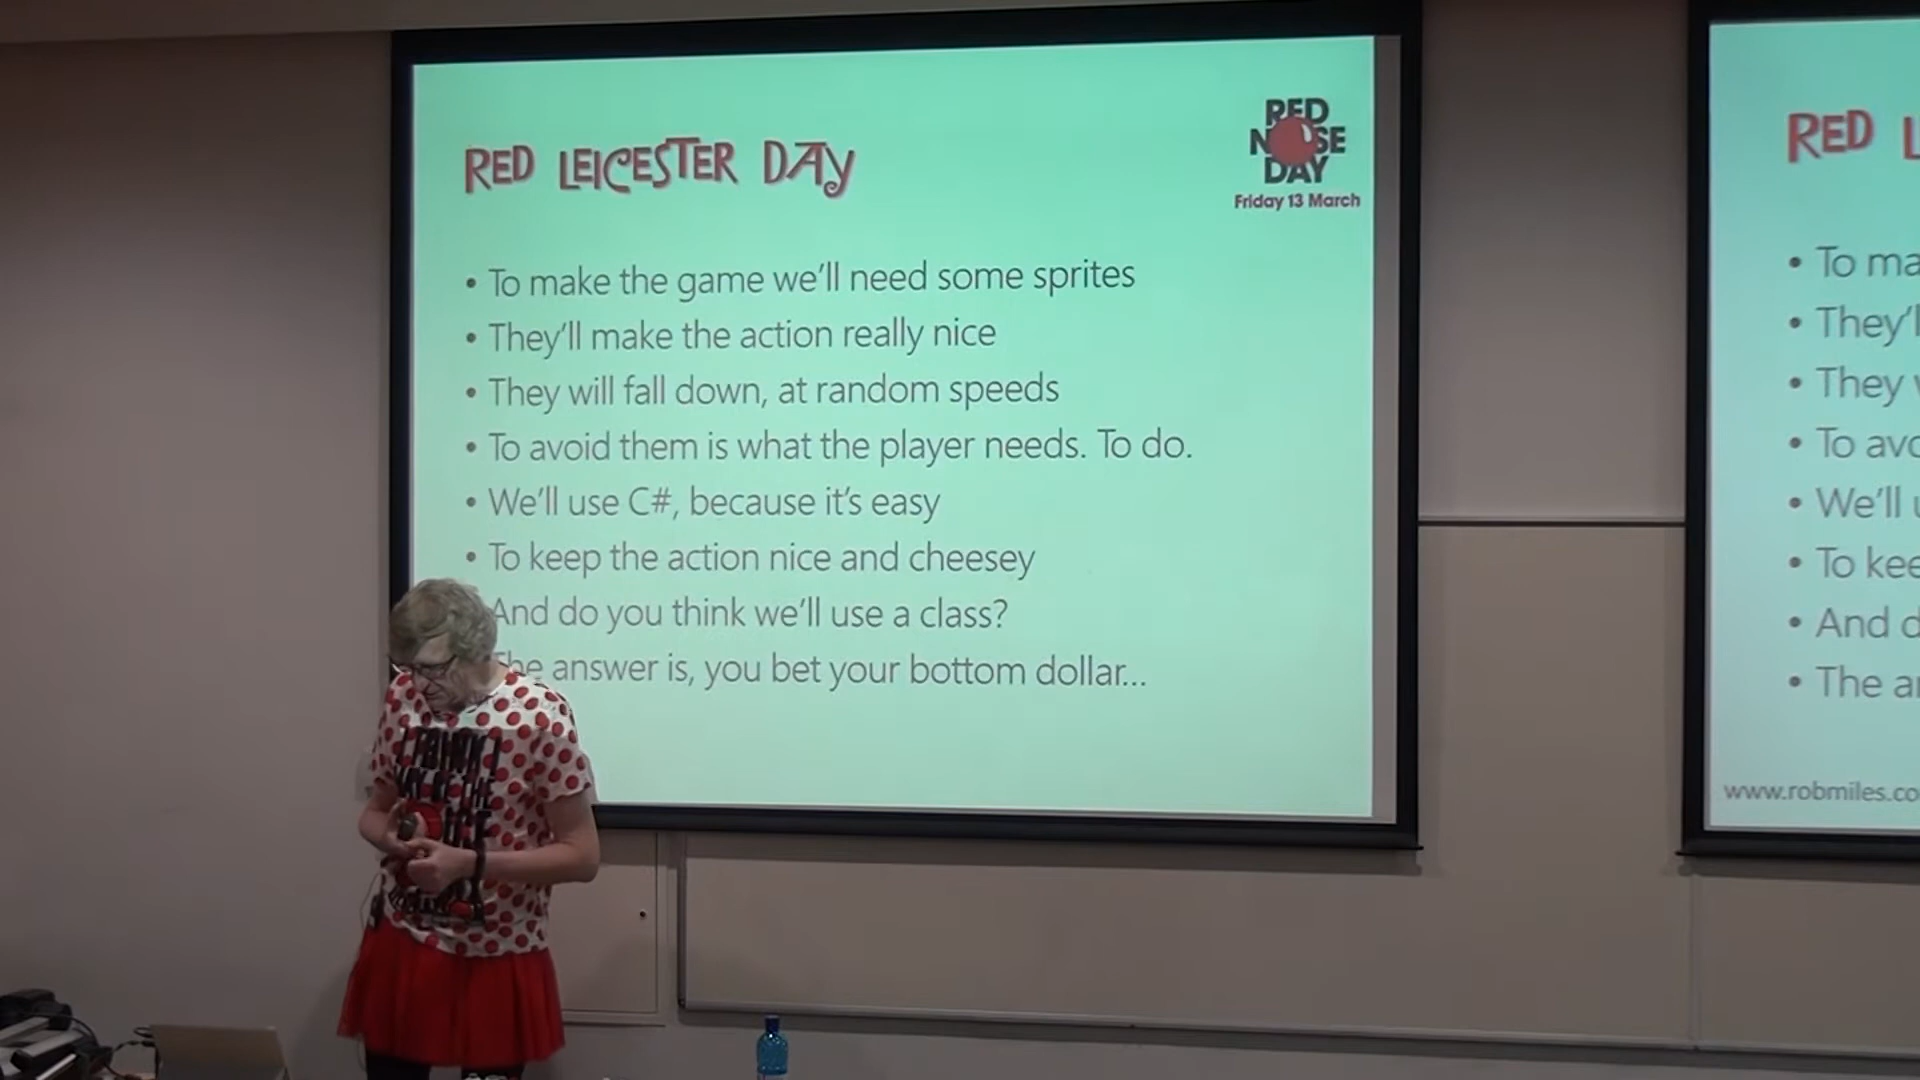 RED LEICESTER DAY
RED
NOSE
DAY
Friday 13 March
• To make the game we'll need some sprites
• They'll make the action really nice
• They will fall down, at random speeds
• To avoid them is what the player needs. To do.
• We'll use C#, because it's easy
• To keep the action nice and cheesey
And do you think we'll use a class?
The answer is, you bet your bottom dollar...
RED L
• To ma
• They'l
• They w
• To avo
• We'll u
• To kee
• And d
• The an
www.robmiles.co